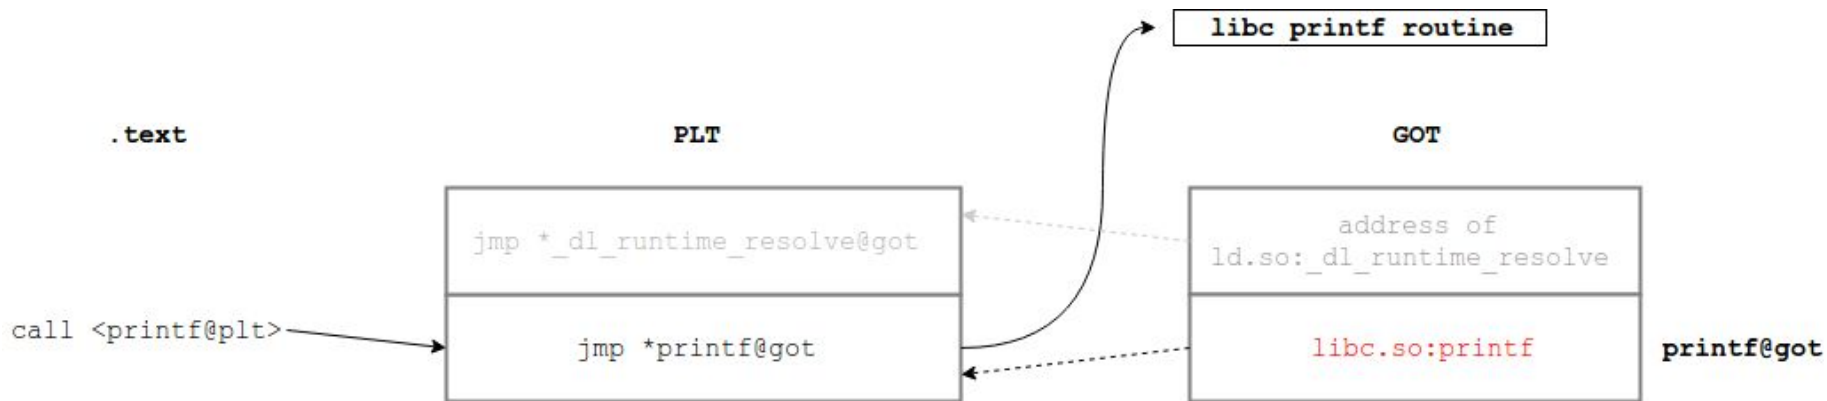 libc printf routine
.text
PLT
GOT
jmp *_dl_runtime_resolve@got
address of
ld.so:_dl_runtime_resolve
call <printf@plt>
jmp *printf@got
libc.so:printf
printf@got